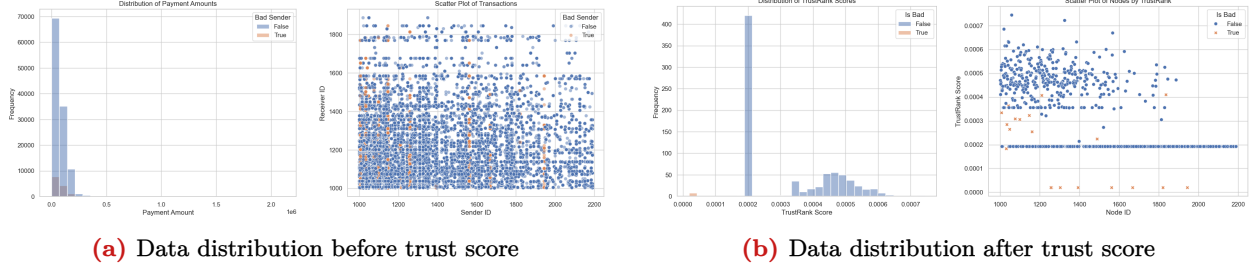 Distribution of Payment Amounts
Bad Sender
False
True
70000
60000
50000
40000
30000
20000
10000
0
Frequency
0.0 0.5 1.0 1.5 2.0
1e6
Payment Amount
Scatter Plot of Transactions
Bad Sender
False
True
1800
1600
1400
1200
1000
Receiver ID
1000 1200 1400 1600 1800 2000 2200
Sender ID
(a) Data distribution before trust score
Distribution of TrustRank Scores
Is Bad
False
True
400
350
300
250
200
150
100
50
0
Frequency
0.0000 0.0001 0.0002 0.0003 0.0004 0.0005 0.0006 0.0007
TrustRank Score
Scatter Plot of Nodes by TrustRank
Is Bad
False
True
0.0007
0.0006
0.0005
0.0004
0.0003
0.0002
0.0001
0.0000
TrustRank Score
1000 1200 1400 1600 1800 2000 2200
Node ID
(b) Data distribution after trust score